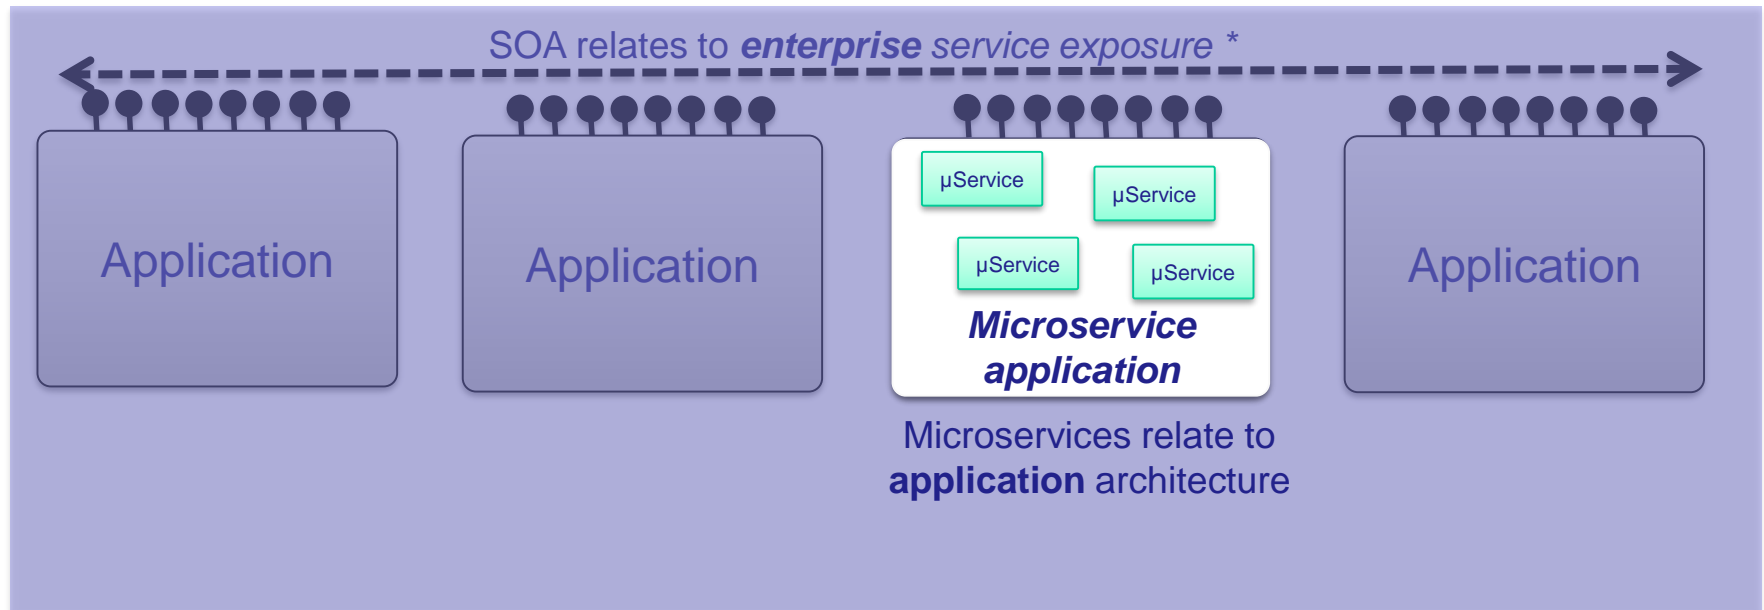 SOA relates to enterprise service exposure *
Application
Application
µService
µService
µService
µService
Microservice
application
Application
Microservices relate to
application architecture